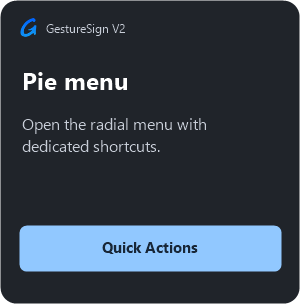 GestureSign V2
Pie menu
Open the radial menu with
dedicated shortcuts.
Quick Actions